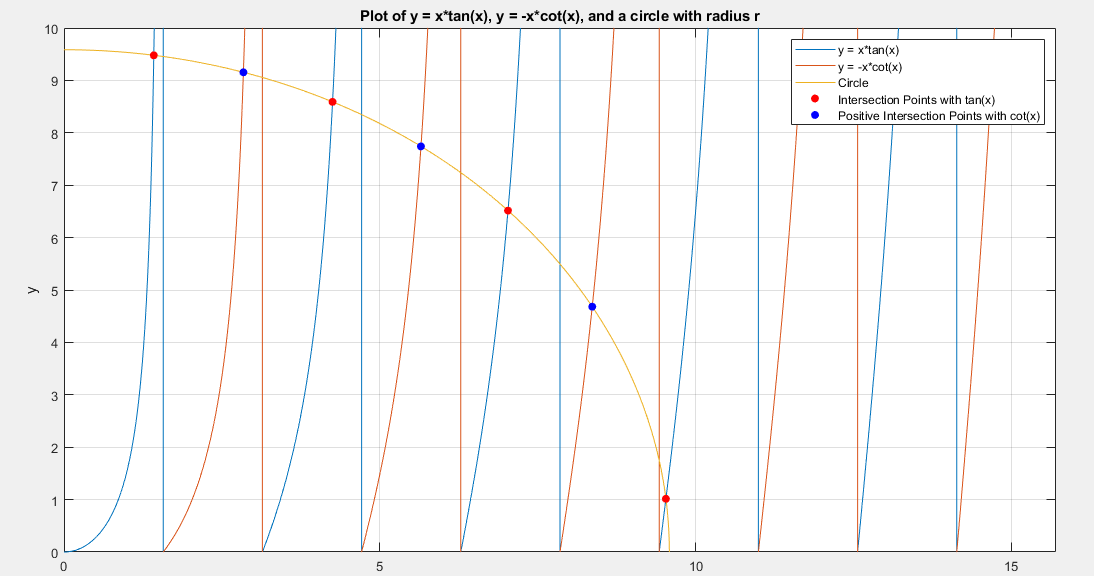 Plot of y = x*tan(x), y = -x*cot(x), and a circle with radius r
y = x*tan(x)
y = -x*cot(x)
Circle
Intersection Points with tan(x)
Positive Intersection Points with cot(x)
10
9
8
7
6
5
4
3
2
1
0
y
0
5
10
15